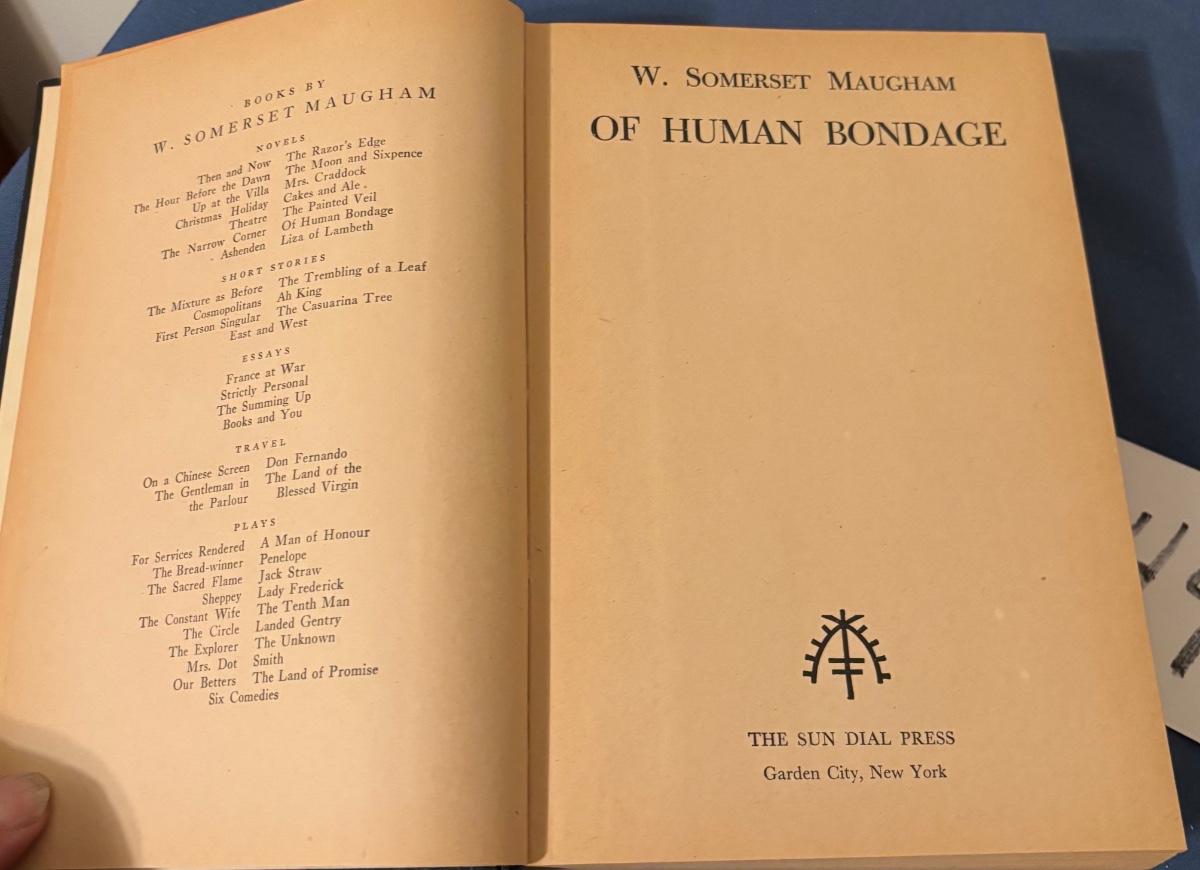 BOOKS BY
W. SOMERSET MAUGHAM
NOVELS
Then and Now The Razor's Edge
The Hour Before the Dawn The Moon and Sixpence
Up at the Villa Mrs. Craddock
Christmas Holiday Cakes and Ale
Theatre The Painted Veil
The Narrow Corner Of Human Bondage
Ashenden Liza of Lambeth
SHORT STORIES
The Mixture as Before The Trembling of a Leaf
Cosmopolitans Ah King
First Person Singular The Casuarina Tree
East and West
ESSAYS
France at War
Strictly Personal
The Summing Up
Books and You
TRAVEL
On a Chinese Screen Don Fernando
The Gentleman in The Land of the
the Parlour Blessed Virgin
PLAYS
For Services Rendered A Man of Honour
The Bread-winner Penelope
The Sacred Flame Jack Straw
Sheppey Lady Frederick
The Constant Wife The Tenth Man
The Circle Landed Gentry
The Explorer The Unknown
Mrs. Dot Smith
Our Betters The Land of Promise
Six Comedies
W. SOMERSET MAUGHAM
OF HUMAN BONDAGE
THE SUN DIAL PRESS
Garden City, New York